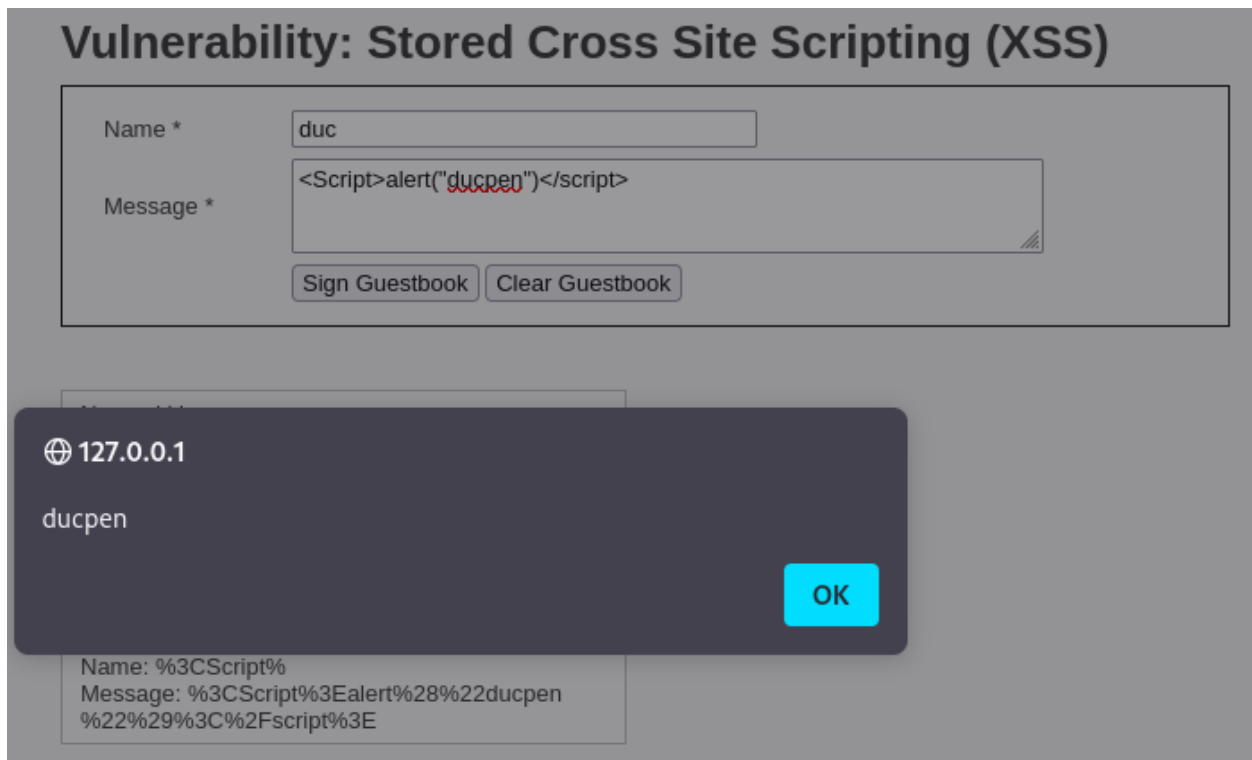 Vulnerability: Stored Cross Site Scripting (XSS)
Name *
duc
Message *
<Script>alert("ducpen")</script>
Sign Guestbook
Clear Guestbook
127.0.0.1
ducpen
OK
Name: %3CScript%
Message: %3CScript%3Ealert%28%22ducpen
%22%29%3C%2Fscript%3E